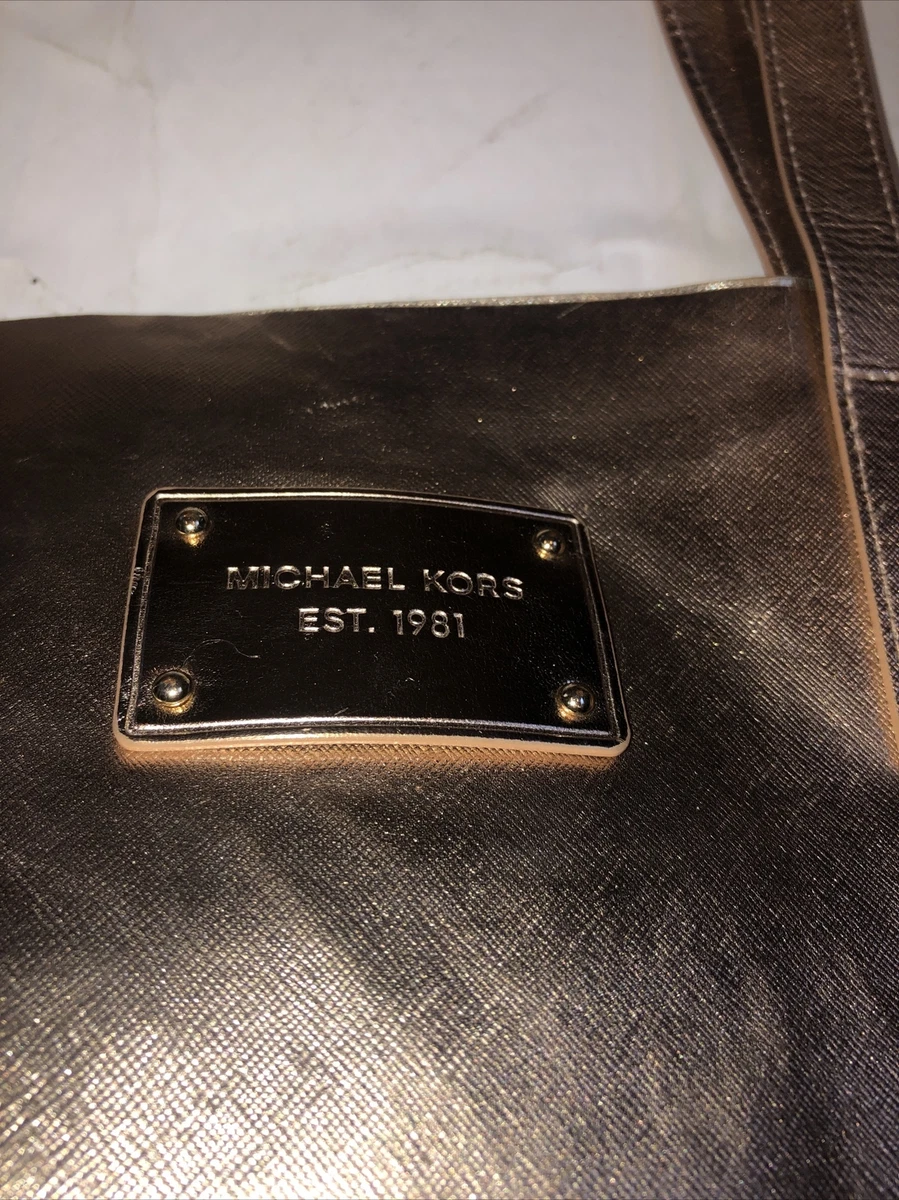 MICHAEL KORS
EST. 1981